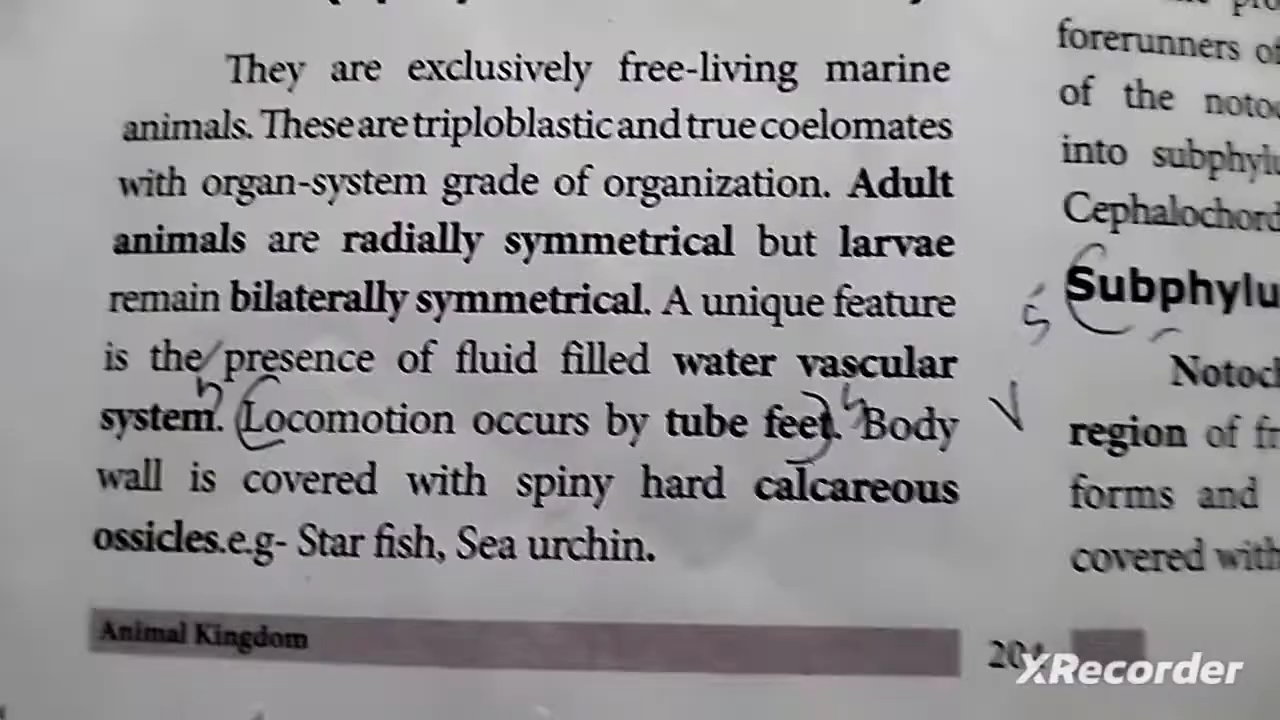 They are exclusively free-living marine
animals. These are triploblastic and true coelomates
with organ-system grade of organization. Adult
animals are radially symmetrical but larvae
remain bilaterally symmetrical. A unique feature
is the presence of fluid filled water vascular
system. Locomotion occurs by tube feet. Body
wall is covered with spiny hard calcareous
ossicles.e.g- Star fish, Sea urchin.
Animal Kingdom
forerunners
of the
into
Subphylu
region of
forms and
covered with
XRecorder